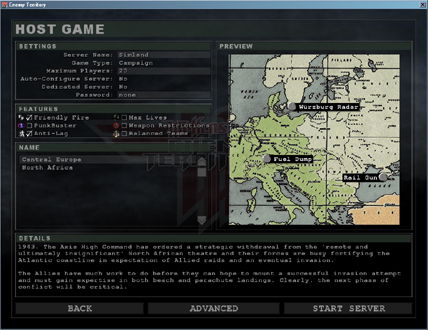 Enemy Territory
HOST GAME
SETTINGS
Server Name: Simland
Game Type: Campaign
Maximum Players: 20
Auto-Configure Server: No
Dedicated Server: No
Password: none
FEATURES
Friendly Fire
Max Lives
PunkBuster
Weapon Restrictions
Anti-Lag
Balanced Teams
NAME
Central Europe
North Africa
PREVIEW
Wurzburg Radar
Fuel Dump
Rail Gun
DETAILS
1943. The Axis High Command has ordered a strategic withdrawal from the 'remote and
ultimately insignificant' North African theatre and their forces are busy fortifying the
Atlantic coastline in expectation of Allied raids and an eventual invasion.
The Allies have much work to do before they can hope to mount a successful invasion attempt
and must gain expertise in both beach and parachute landings. Clearly, the next phase of
conflict will be critical.
BACK
ADVANCED
START SERVER